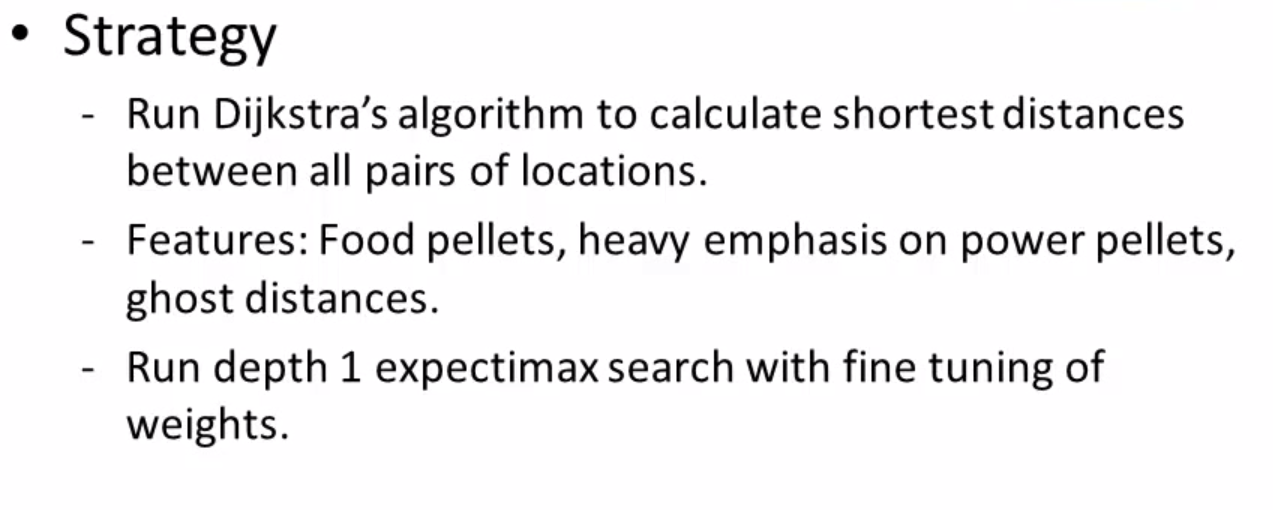 • Strategy
- Run Dijkstra’s algorithm to calculate shortest distances
between all pairs of locations.
- Features: Food pellets, heavy emphasis on power pellets,
ghost distances.
- Run depth 1 expectimax search with fine tuning of
weights.